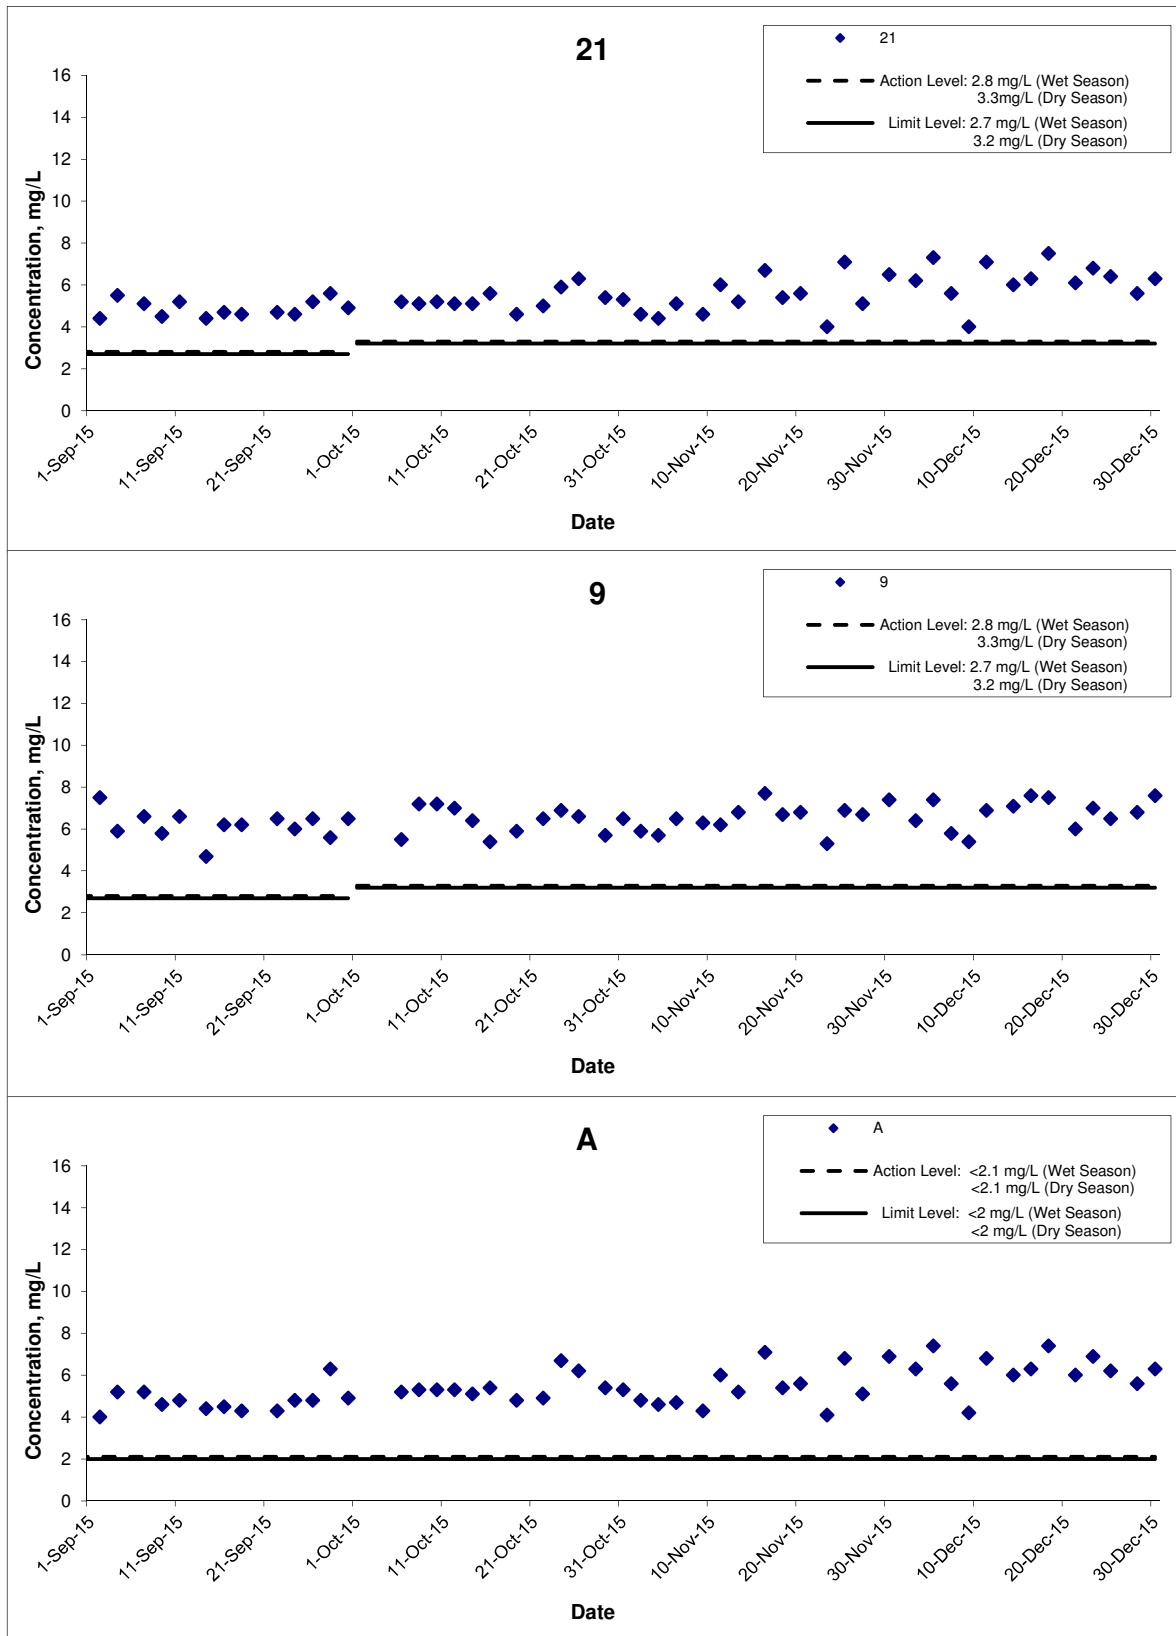 21
21
Action Level: 2.8 mg/L (Wet Season)
3.3mg/L (Dry Season)
Limit Level: 2.7 mg/L (Wet Season)
3.2 mg/L (Dry Season)
16
14
12
10
8
6
4
2
0
Concentration, mg/L
1-Sep-15
11-Sep-15
21-Sep-15
1-Oct-15
11-Oct-15
21-Oct-15
31-Oct-15
10-Nov-15
20-Nov-15
30-Nov-15
10-Dec-15
20-Dec-15
30-Dec-15
Date
9
9
Action Level: 2.8 mg/L (Wet Season)
3.3mg/L (Dry Season)
Limit Level: 2.7 mg/L (Wet Season)
3.2 mg/L (Dry Season)
16
14
12
10
8
6
4
2
0
Concentration, mg/L
1-Sep-15
11-Sep-15
21-Sep-15
1-Oct-15
11-Oct-15
21-Oct-15
31-Oct-15
10-Nov-15
20-Nov-15
30-Nov-15
10-Dec-15
20-Dec-15
30-Dec-15
Date
A
A
Action Level: <2.1 mg/L (Wet Season)
<2.1 mg/L (Dry Season)
Limit Level: <2 mg/L (Wet Season)
<2 mg/L (Dry Season)
16
14
12
10
8
6
4
2
0
Concentration, mg/L
1-Sep-15
11-Sep-15
21-Sep-15
1-Oct-15
11-Oct-15
21-Oct-15
31-Oct-15
10-Nov-15
20-Nov-15
30-Nov-15
10-Dec-15
20-Dec-15
30-Dec-15
Date